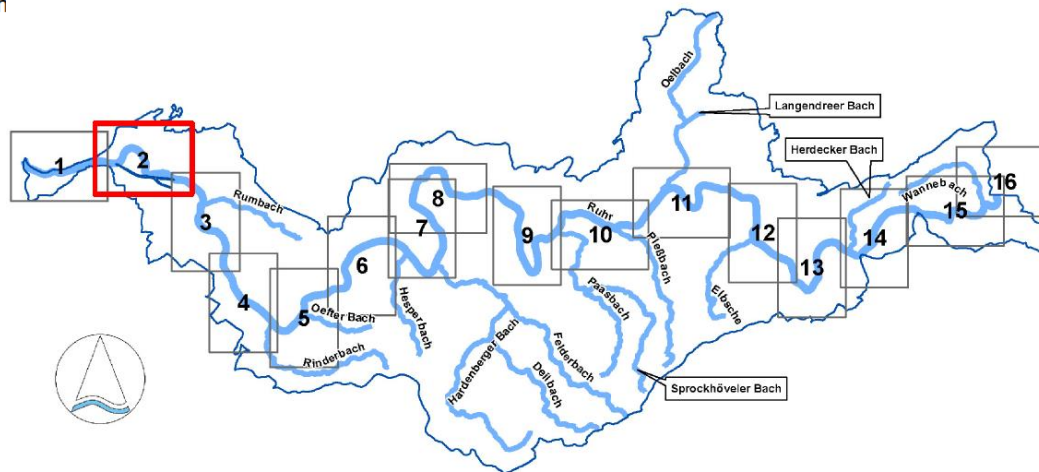 Oelbach
Langendreer Bach
Herdecker Bach
1
2
3
Rumbach
4
5
Oefter Bach
Rinderbach
6
Hesperbach
7
8
9
Ruhr
10
11
Pleßbach
Paasbach
Hardenberger Bach
Deilbach
Felderbach
Sprockhöveler Bach
Elbsche
12
13
14
Wannebach
15
16